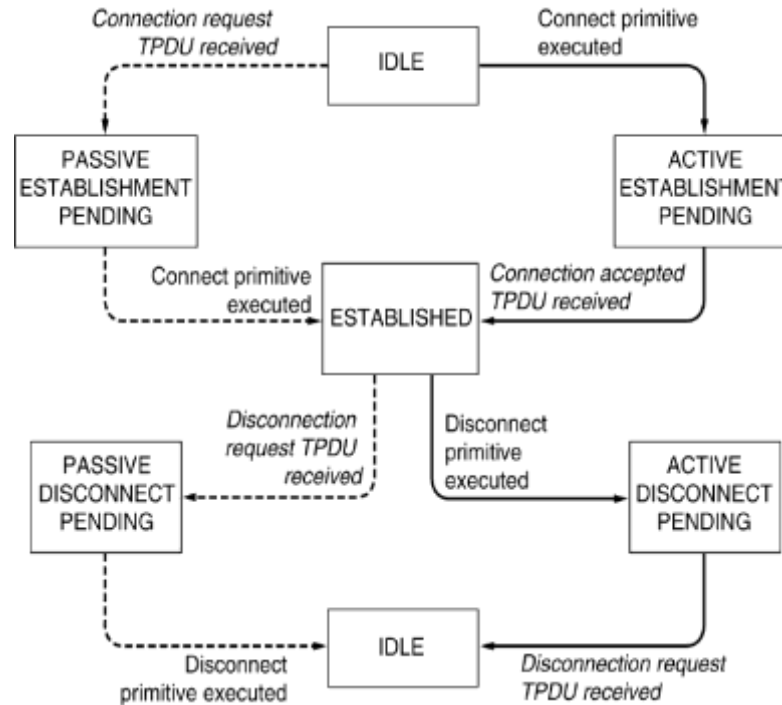 Connection request
TPDU received
IDLE
Connect primitive
executed
PASSIVE
ESTABLISHMENT
PENDING
ACTIVE
ESTABLISHMENT
PENDING
Connect primitive
executed
ESTABLISHED
Connection accepted
TPDU received
Disconnection
request TPDU
received
Disconnect
primitive
executed
PASSIVE
DISCONNECT
PENDING
ACTIVE
DISCONNECT
PENDING
IDLE
Disconnect
primitive executed
Disconnection request
TPDU received